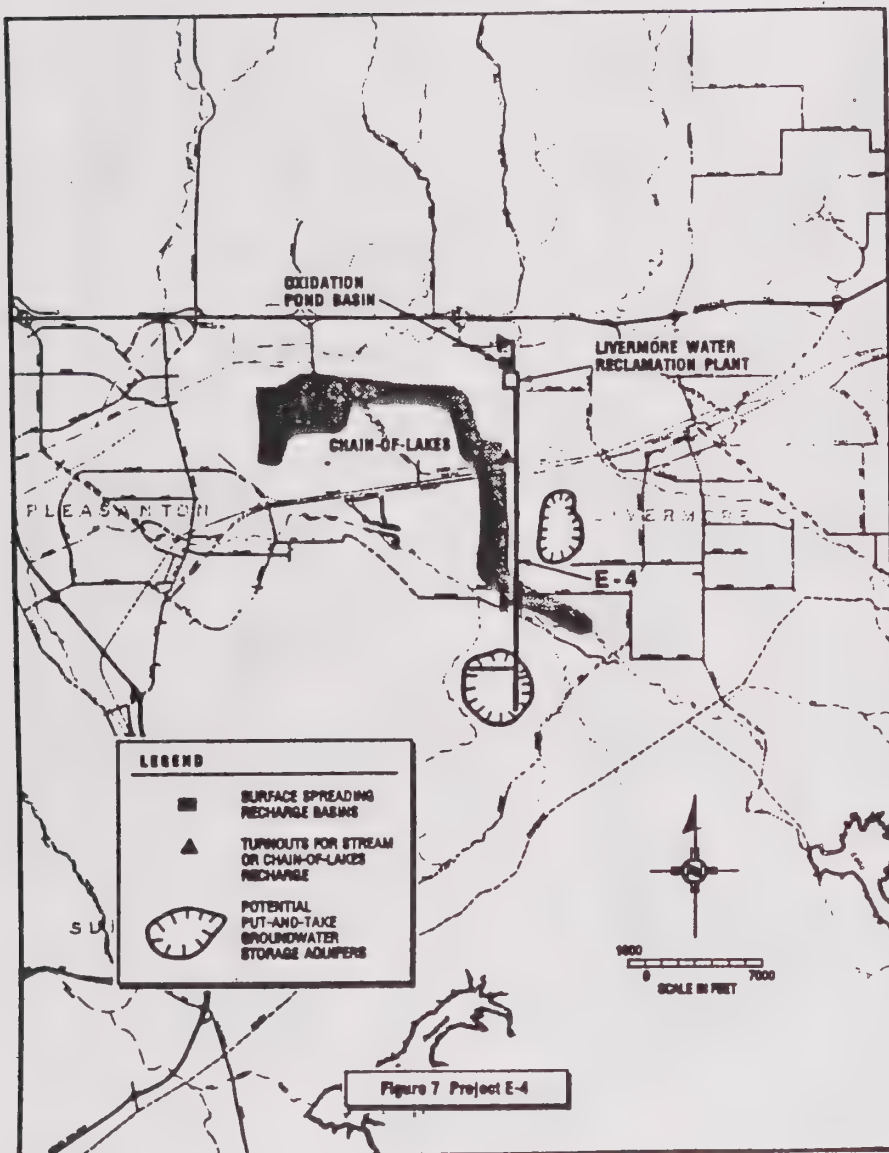 OXIDATION
POND BASIN
LIVERMORE WATER
RECLAMATION PLANT
CHAIN-OF-LAKES
PLEASANTON
LIVERMORE
E-4
LEGEND
SURFACE SPREADING
RECHARGE BASINS
TURNOUTS FOR STREAM
OR CHAIN-OF-LAKES
RECHARGE
POTENTIAL
PUT-AND-TAKE
GROUNDWATER
STORAGE AQUIFERS
SU
0
7000
SCALE IN FEET
Figure 7 Project E-4